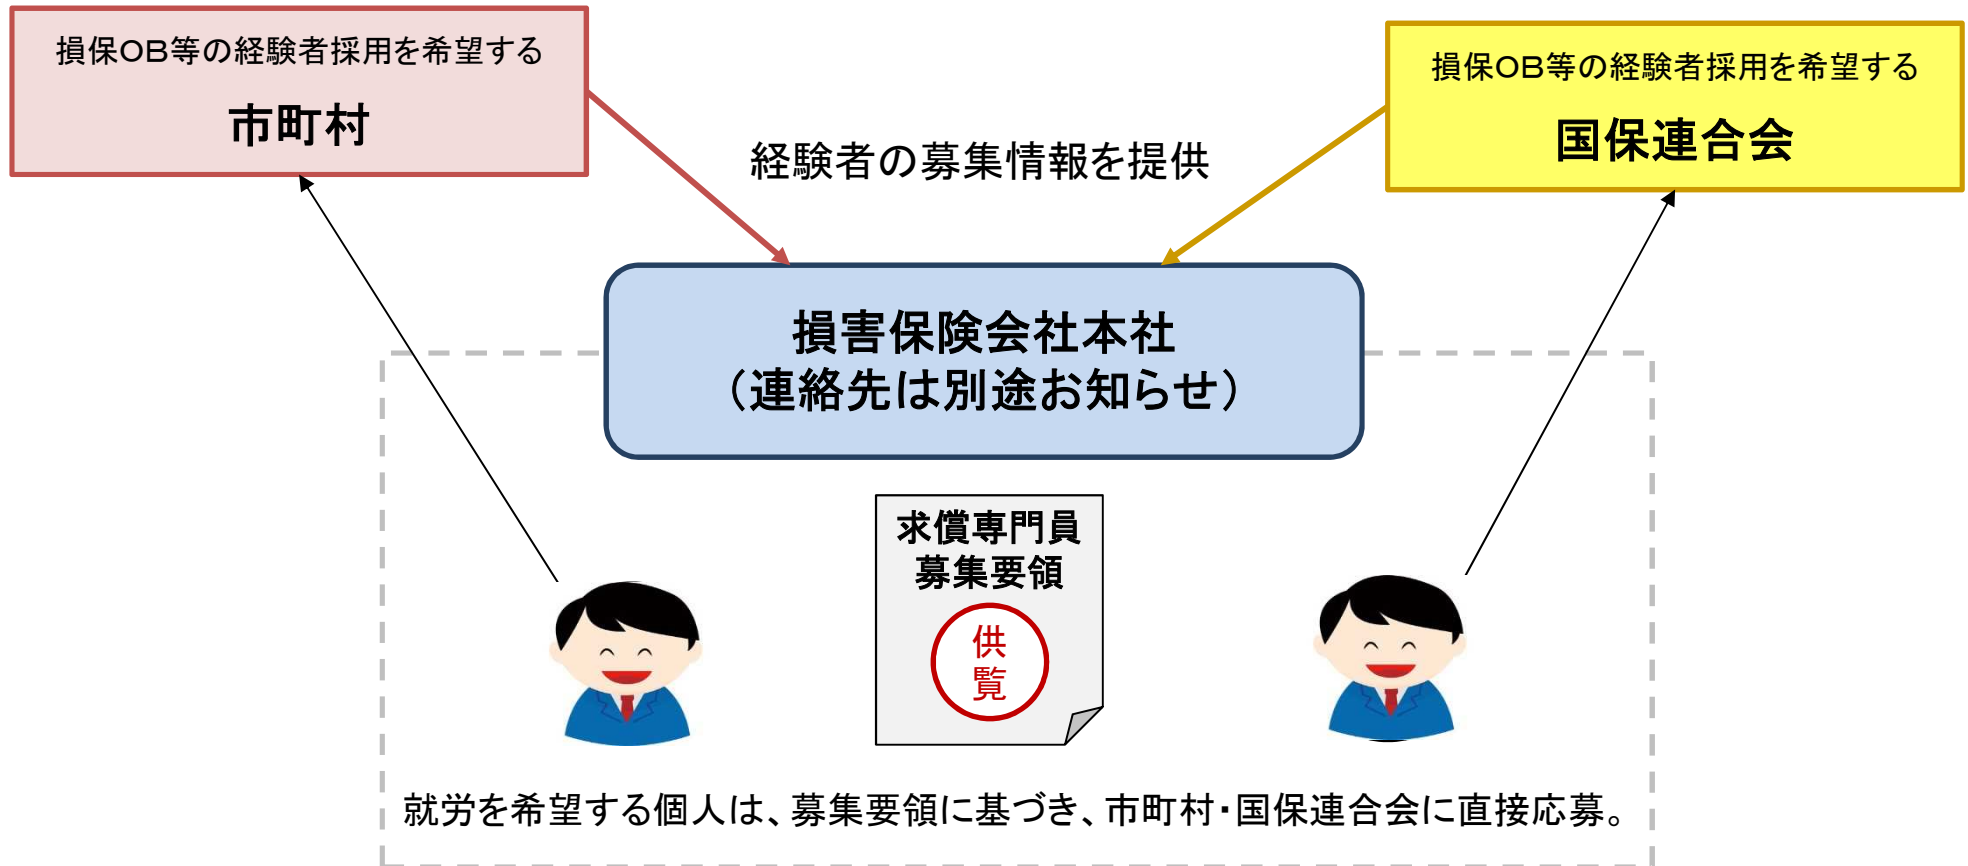 損保OB等の経験者採用を希望する
市町村
損保OB等の経験者採用を希望する
国保連合会
経験者の募集情報を提供
損害保険会社本社
（連絡先は別途お知らせ）
求償専門員
募集要領
供
覧
就労を希望する個人は、募集要領に基づき、市町村・国保連合会に直接応募。